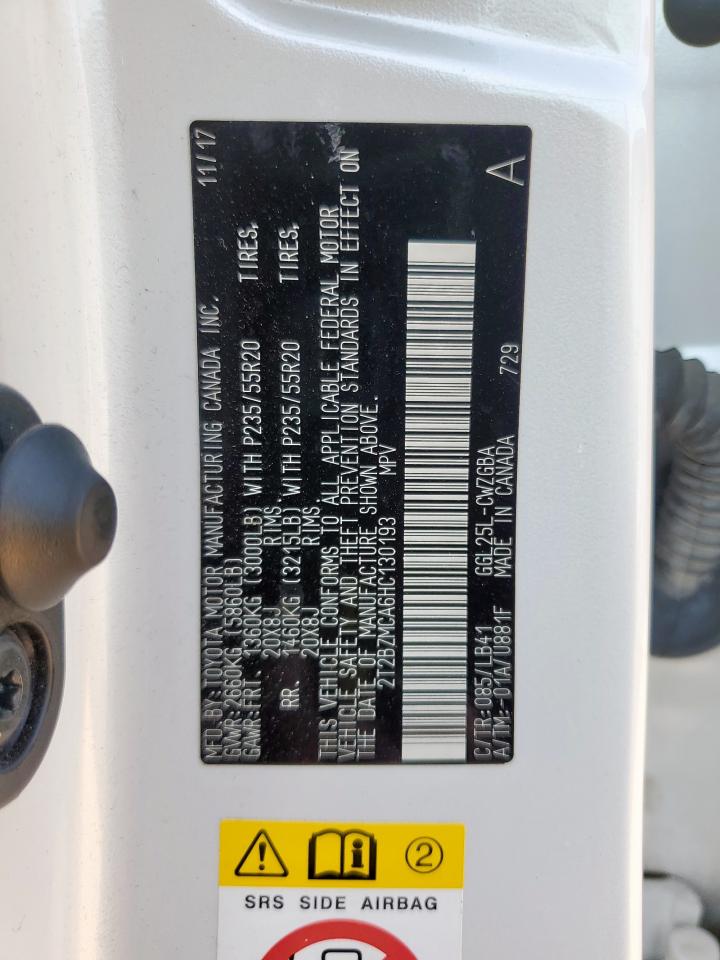 MFD.BY:TOYOTA MOTOR MANUFACTURING CANADA INC. 11/17
GVWR:2660KG (5860LB)
GAWR:FRT. 1360KG (3000LB) WITH P235/55R20 TIRES,
20X8J RIMS.
RR. 1460KG (3215LB) WITH P235/55R20 TIRES,
20X8J RIMS.
THIS VEHICLE CONFORMS TO ALL APPLICABLE FEDERAL MOTOR
VEHICLE SAFETY AND THEFT PREVENTION STANDARDS IN EFFECT ON
THE DATE OF MANUFACTURE SHOWN ABOVE.
2T2BZMCA6HC130193 MPV
C/TR:085/LB41 GGL25L-CWZGBA
A/TM:-01A/U881F MADE IN CANADA /729 A
2
SRS SIDE AIRBAG